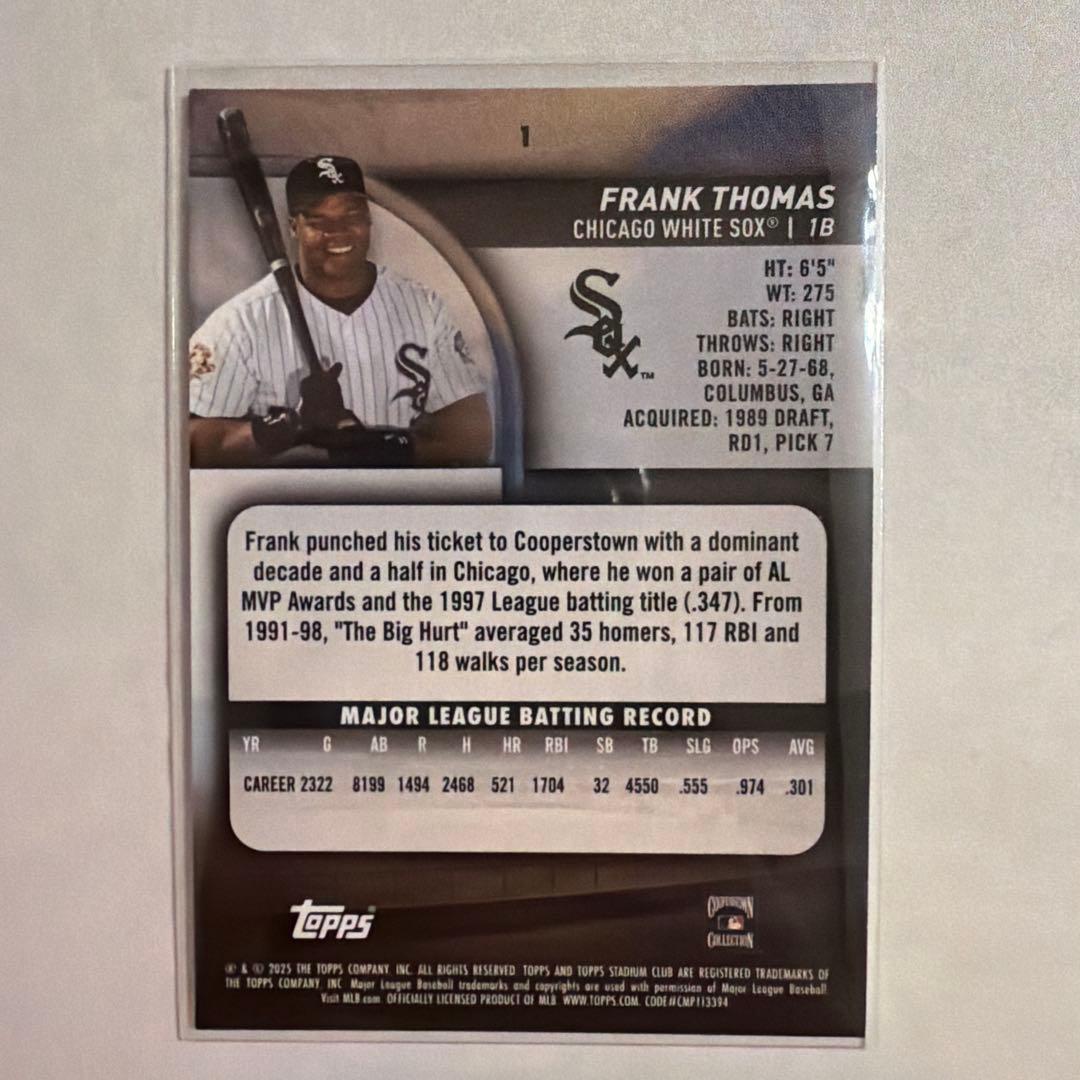 1
FRANK THOMAS
CHICAGO WHITE SOX® | 1B
Sox™
HT: 6'5"
WT: 275
BATS: RIGHT
THROWS: RIGHT
BORN: 5-27-68,
COLUMBUS, GA
ACQUIRED: 1989 DRAFT,
RD1, PICK 7
Sox
Sox
Frank punched his ticket to Cooperstown with a dominant
decade and a half in Chicago, where he won a pair of AL
MVP Awards and the 1997 League batting title (.347). From
1991-98, "The Big Hurt" averaged 35 homers, 117 RBI and
118 walks per season.
MAJOR LEAGUE BATTING RECORD
YR G AB R H HR RBI SB TB SLG OPS AVG
CAREER 2322 8199 1494 2468 521 1704 32 4550 .555 .974 .301
Topps
COOPERSTOWN
COLLECTION
® & © 2025 THE TOPPS COMPANY, INC. ALL RIGHTS RESERVED. TOPPS AND TOPPS STADIUM CLUB ARE REGISTERED TRADEMARKS OF
THE TOPPS COMPANY, INC. Major League Baseball trademarks and copyrights are used with permission of Major League Baseball.
Visit MLB.com OFFICIALLY LICENSED PRODUCT OF MLB. WWW.TOPPS.COM. CODE#CMP113394